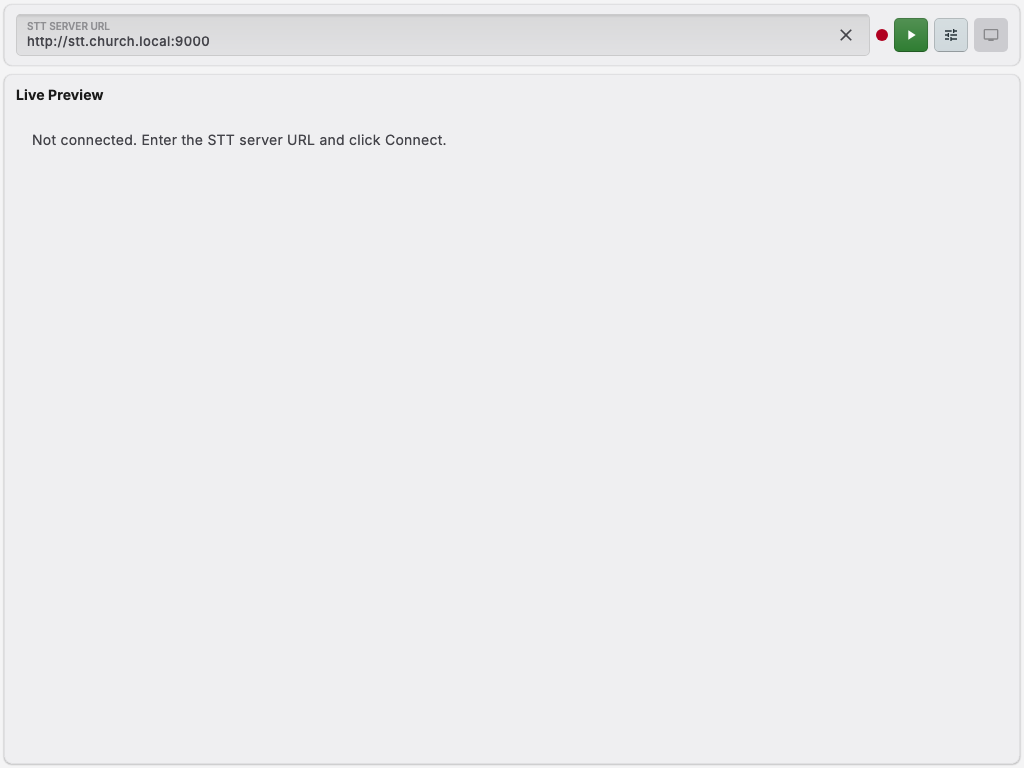 STT SERVER URL
http://stt.church.local:9000
Live Preview
Not connected. Enter the STT server URL and click Connect.